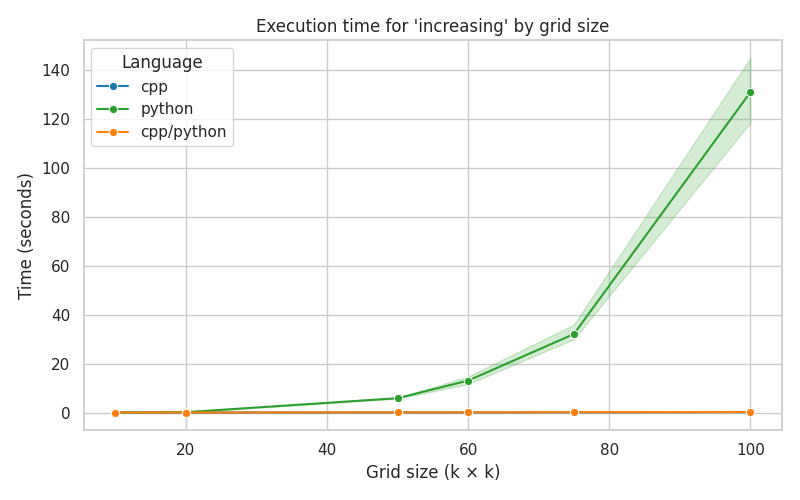 Execution time for 'increasing' by grid size
Language
cpp
python
cpp/python
Time (seconds)
140
120
100
80
60
40
20
0
20 40 60 80 100
Grid size (k × k)